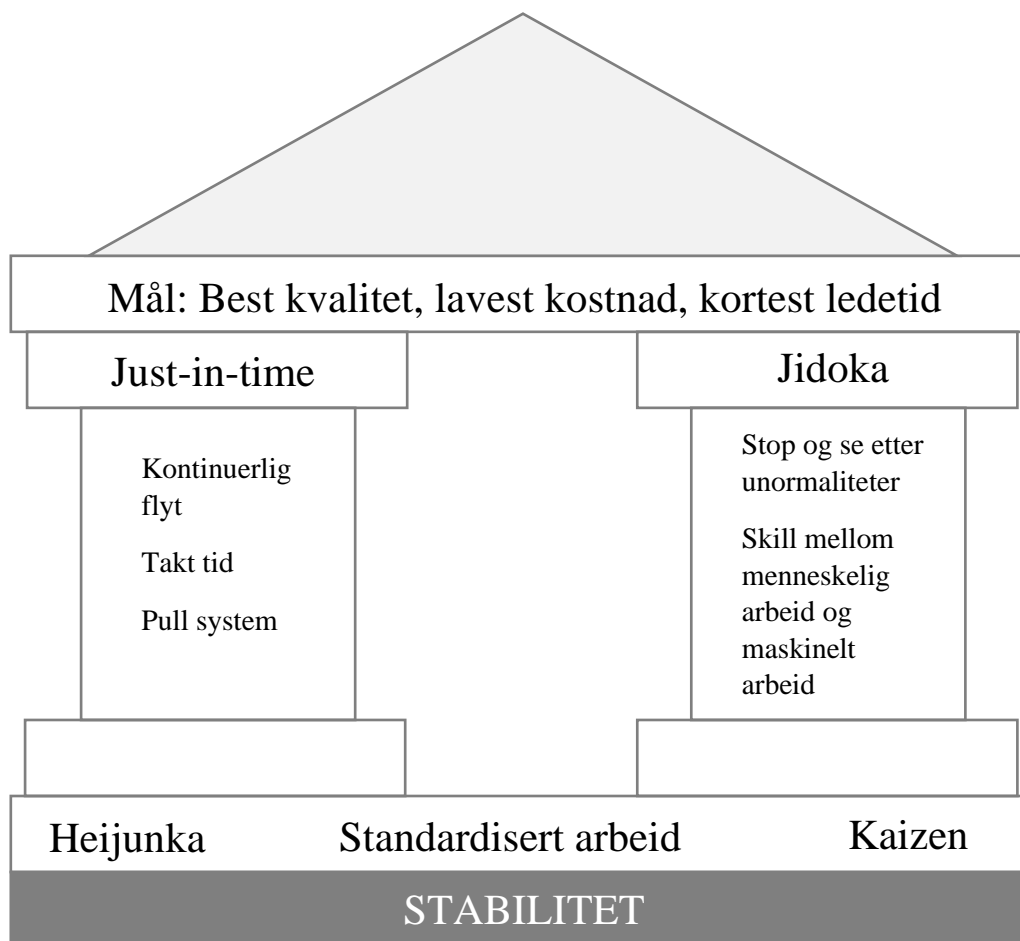 Mål: Best kvalitet, lavest kostnad, kortest ledetid
Just-in-time
Kontinuerlig
flyt
Takt tid
Pull system
Jidoka
Stop og se etter
unormaliteter
Skill mellom
menneskelig
arbeid og
maskinelt
arbeid
Heijunka
Standardisert arbeid
Kaizen
STABILITET